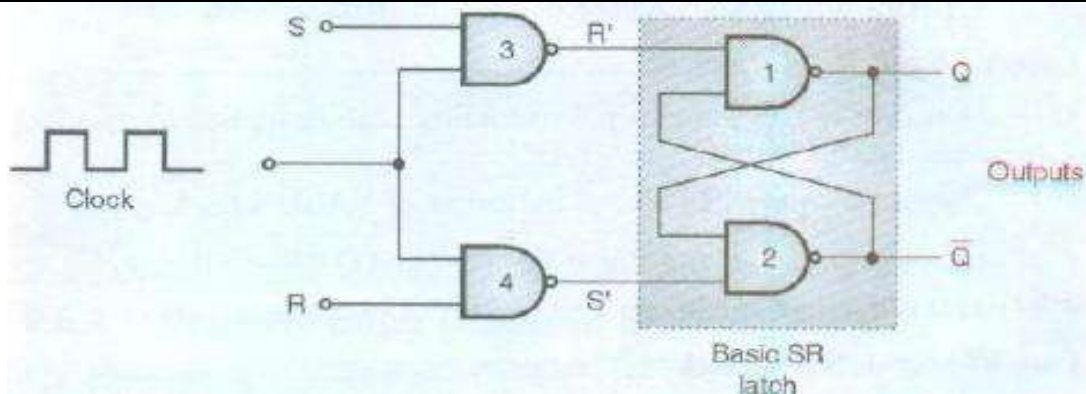 S
3
R'
1
Q
Clock
Outputs
R
4
S'
2
Q̅
Basic SR
latch